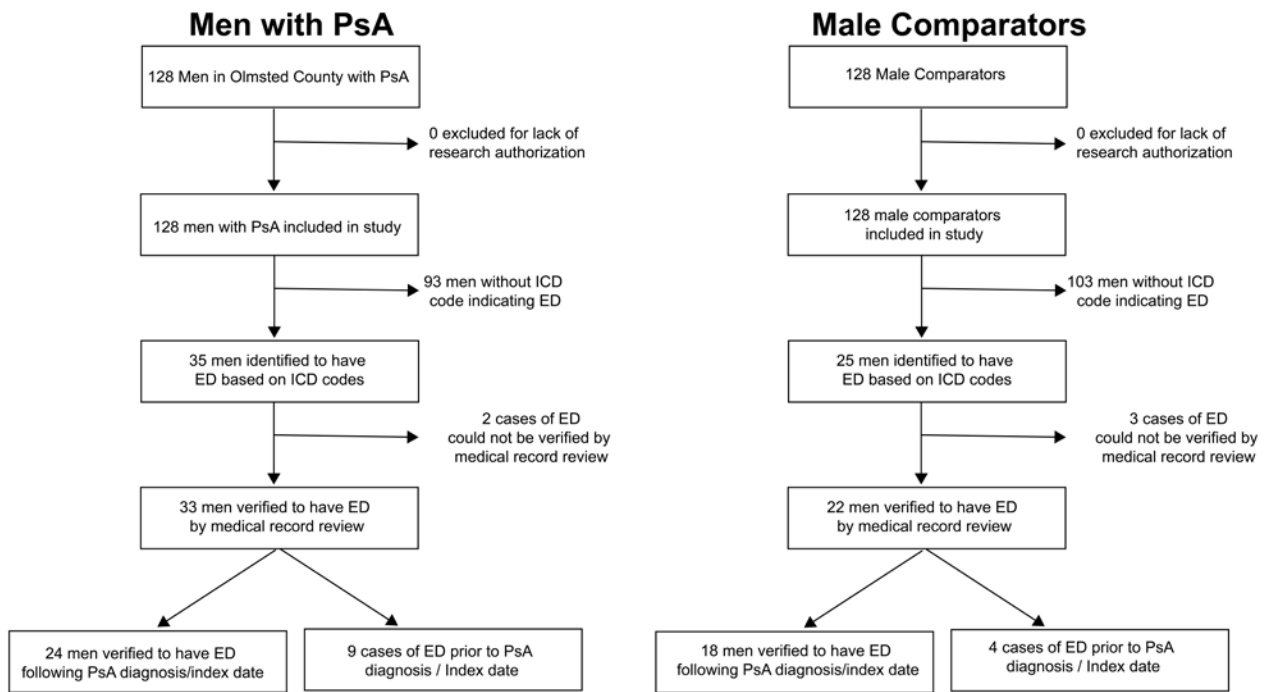 Men with PsA
128 Men in Olmsted County with PsA
0 excluded for lack of
research authorization
128 men with PsA included in study
93 men without ICD
code indicating ED
35 men identified to have
ED based on ICD codes
2 cases of ED
could not be verified by
medical record review
33 men verified to have ED
by medical record review
24 men verified to have ED
following PsA diagnosis/index date
9 cases of ED prior to PsA
diagnosis / Index date
Male Comparators
128 Male Comparators
0 excluded for lack of
research authorization
128 male comparators
included in study
103 men without ICD
code indicating ED
25 men identified to have
ED based on ICD codes
3 cases of ED
could not be verified by
medical record review
22 men verified to have ED
by medical record review
18 men verified to have ED
following PsA diagnosis/index date
4 cases of ED prior to PsA
diagnosis / Index date